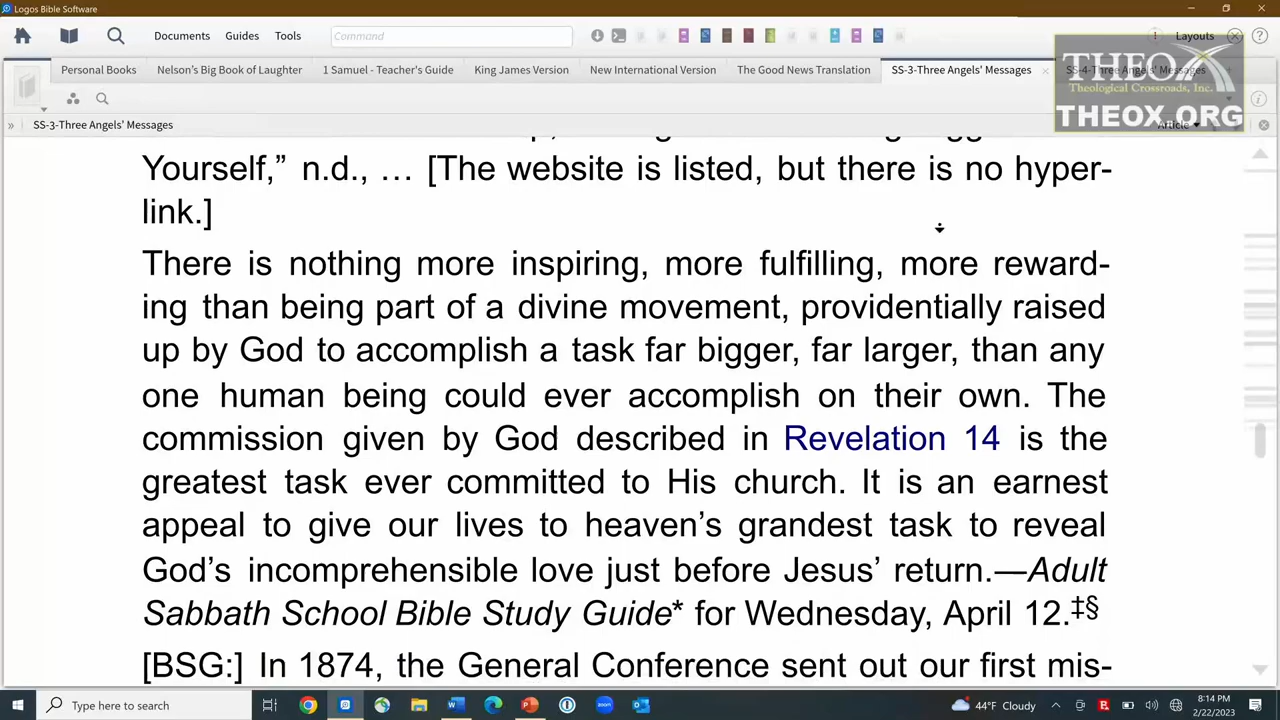 Logos Bible Software
Documents Guides Tools Command Layouts
Personal Books Nelson's Big Book of Laughter King James Version New International Version The Good News Translation SS-3-Three Angels' Messages SS-4-Three Angels' Messages
THEOX
Theological Crossroads, Inc.
THEOX.ORG
» SS-3-Three Angels' Messages Article
Yourself,” n.d., … [The website is listed, but there is no hyper-
link.]
There is nothing more inspiring, more fulfilling, more reward-
ing than being part of a divine movement, providentially raised
up by God to accomplish a task far bigger, far larger, than any
one human being could ever accomplish on their own. The
commission given by God described in Revelation 14 is the
greatest task ever committed to His church. It is an earnest
appeal to give our lives to heaven’s grandest task to reveal
God’s incomprehensible love just before Jesus’ return.—Adult
Sabbath School Bible Study Guide* for Wednesday, April 12.‡§
[BSG:] In 1874, the General Conference sent out our first mis-
Type here to search
44°F Cloudy
8:14 PM
2/22/2023